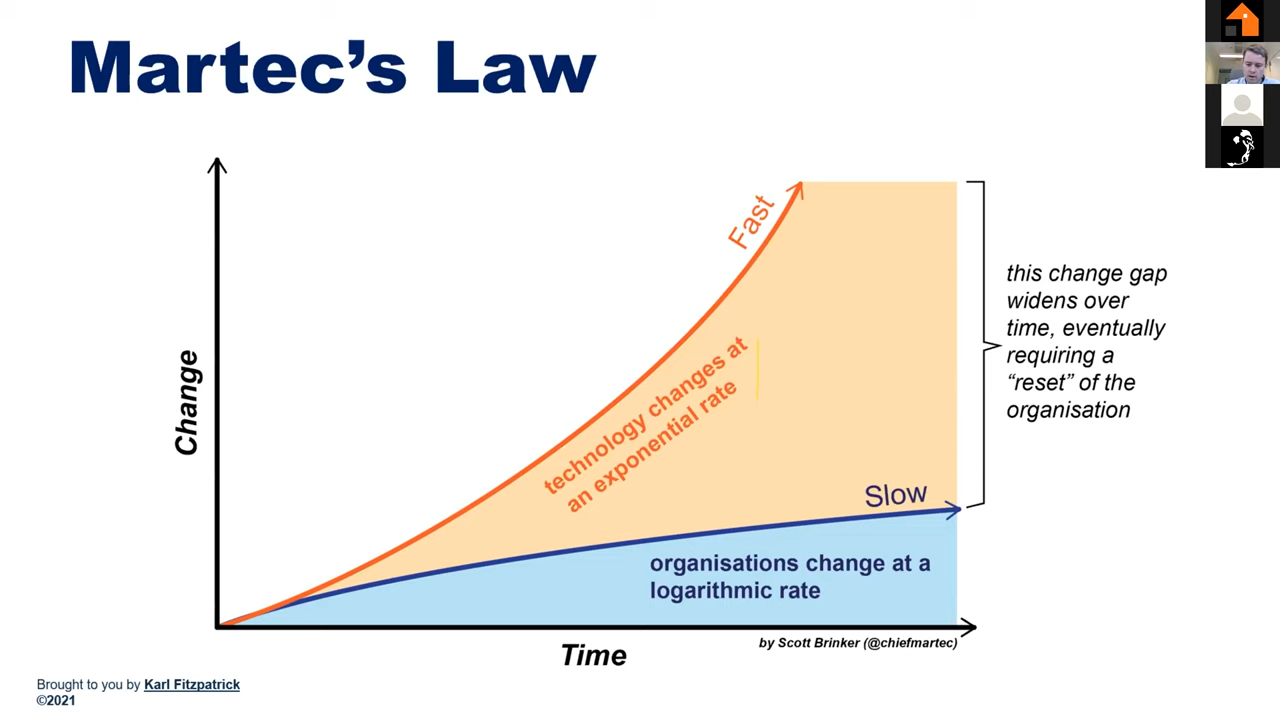 Martec's Law
Change
Fast
technology changes at
an exponential rate
Slow
organisations change at a
logarithmic rate
this change gap
widens over
time, eventually
requiring a
“reset” of the
organisation
Time
by Scott Brinker (@chiefmartec)
Brought to you by Karl Fitzpatrick
©2021